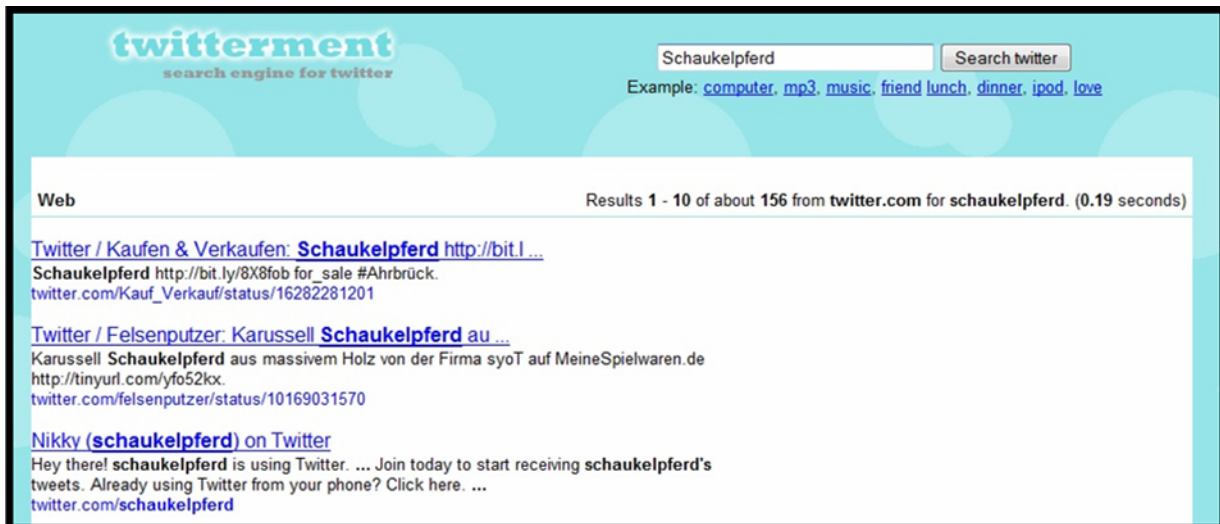 twitterment
search engine for twitter
Schaukelpferd Search twitter
Example: computer, mp3, music, friend lunch, dinner, ipod, love
Web Results 1 - 10 of about 156 from twitter.com for schaukelpferd. (0.19 seconds)
Twitter / Kaufen & Verkaufen: Schaukelpferd http://bit.l ...
Schaukelpferd http://bit.ly/8X8fob for_sale #Ahrbrück.
twitter.com/Kauf_Verkauf/status/16282281201
Twitter / Felsenputzer: Karussell Schaukelpferd au ...
Karussell Schaukelpferd aus massivem Holz von der Firma syoT auf MeineSpielwaren.de
http://tinyurl.com/yfo52kx.
twitter.com/felsenputzer/status/10169031570
Nikky (schaukelpferd) on Twitter
Hey there! schaukelpferd is using Twitter. ... Join today to start receiving schaukelpferd's
tweets. Already using Twitter from your phone? Click here. ...
twitter.com/schaukelpferd